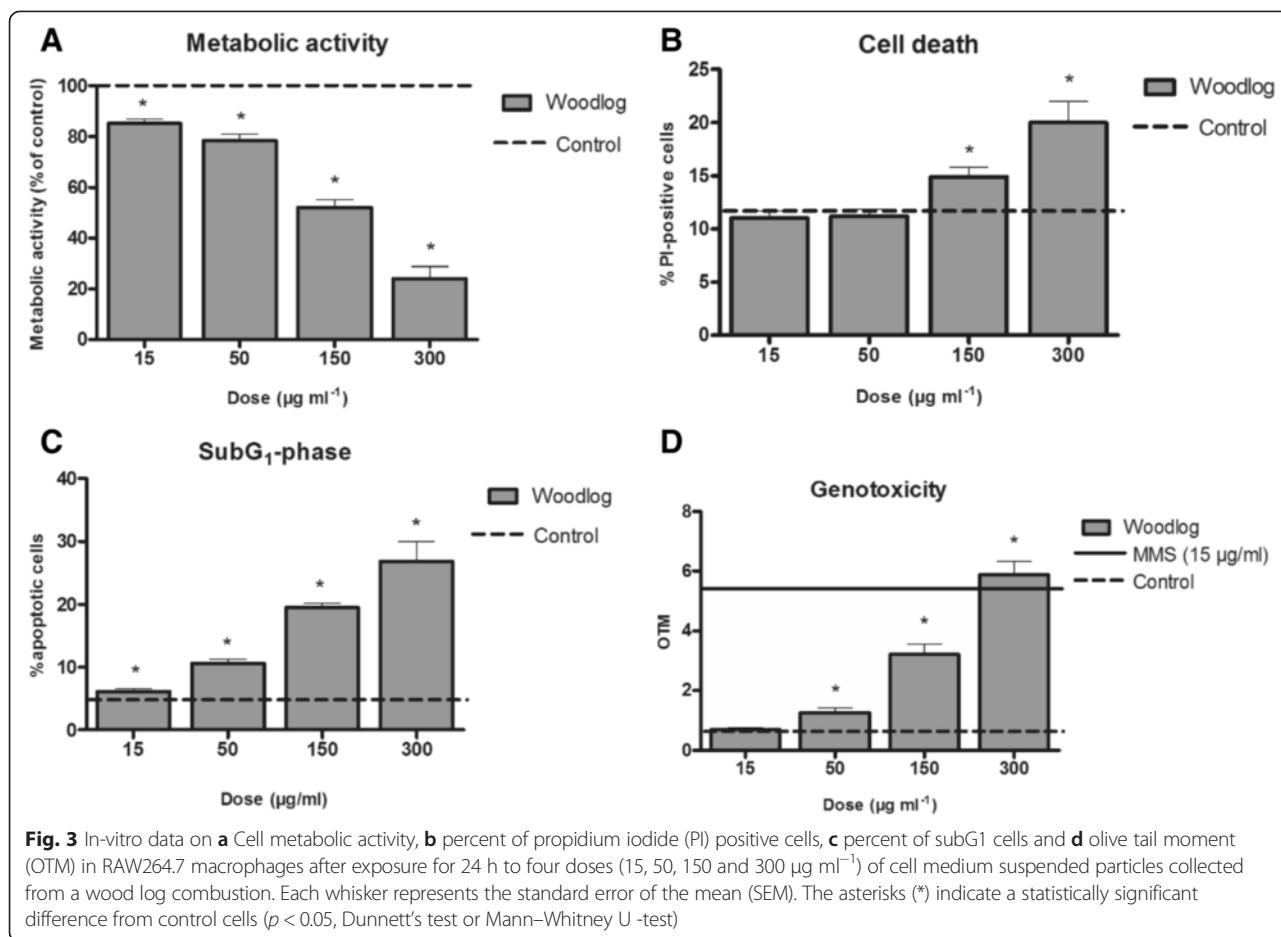 A
Metabolic activity
Metabolic activity (% of control)
100
80
60
40
20
0
*
*
*
*
15
50
150
300
Dose (µg ml⁻¹)
Woodlog
Control
B
Cell death
% PI-positive cells
25
20
15
10
5
0
*
*
15
50
150
300
Dose (µg ml⁻¹)
Woodlog
Control
C
SubG₁-phase
%apoptotic cells
40
30
20
10
0
*
*
*
*
15
50
150
300
Dose (µg/ml)
Woodlog
Control
D
Genotoxicity
OTM
8
6
4
2
0
*
*
*
15
50
150
300
Dose (µg ml⁻¹)
Woodlog
MMS (15 µg/ml)
Control
Fig. 3 In-vitro data on a Cell metabolic activity, b percent of propidium iodide (PI) positive cells, c percent of subG1 cells and d olive tail moment
(OTM) in RAW264.7 macrophages after exposure for 24 h to four doses (15, 50, 150 and 300 µg ml⁻¹) of cell medium suspended particles collected
from a wood log combustion. Each whisker represents the standard error of the mean (SEM). The asterisks (*) indicate a statistically significant
difference from control cells (p < 0.05, Dunnett’s test or Mann–Whitney U -test)